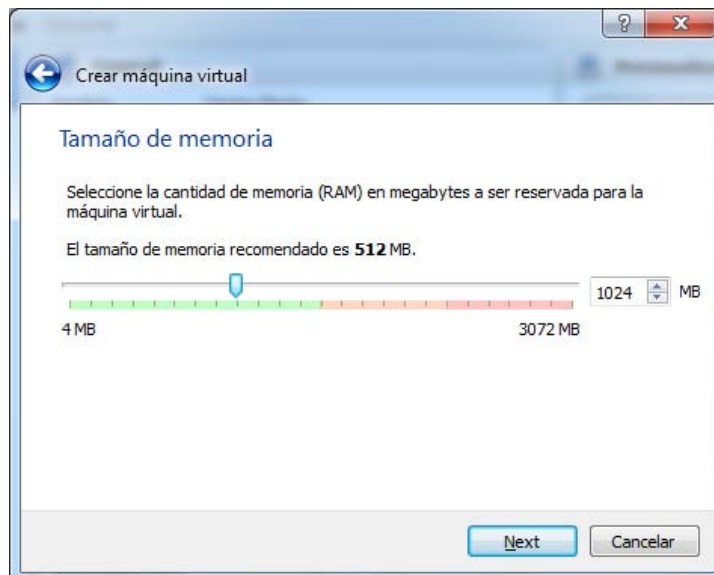 Crear máquina virtual
Tamaño de memoria
Seleccione la cantidad de memoria (RAM) en megabytes a ser reservada para la
máquina virtual.
El tamaño de memoria recomendado es 512 MB.
1024 MB
4 MB 3072 MB
Next Cancelar